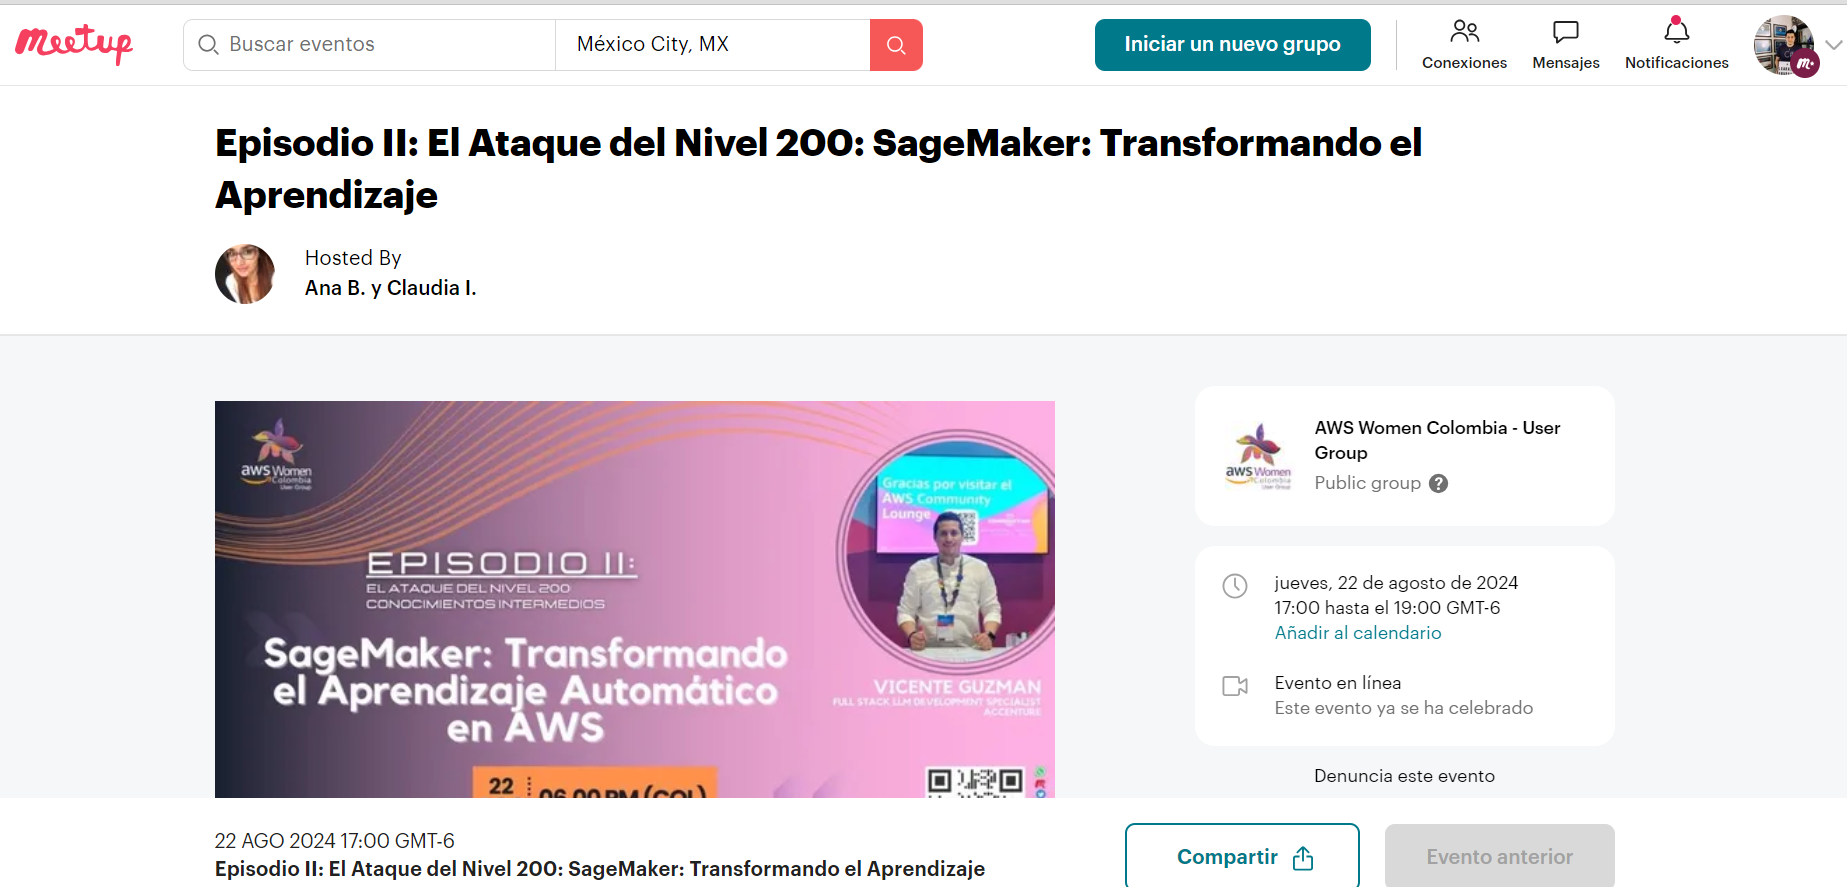 Meetup
Buscar eventos
México City, MX
Iniciar un nuevo grupo
Conexiones
Mensajes
Notificaciones
m
Episodio II: El Ataque del Nivel 200: SageMaker: Transformando el
Aprendizaje
Hosted By
Ana B. y Claudia I.
aws Women
Colombia
User Group
Gracias por visitar el
AWS Community
Lounge
EPISODIO II:
EL ATAQUE DEL NIVEL 200
CONOCIMIENTOS INTERMEDIOS
SageMaker: Transformando
el Aprendizaje Automático
en AWS
VICENTE GUZMAN
FULL STACK LLM DEVELOPMENT SPECIALIST
ACCENTURE
22
06.00 PM (COL)
AWS Women Colombia - User
Group
Public group
aws Women
Colombia
User Group
jueves, 22 de agosto de 2024
17:00 hasta el 19:00 GMT-6
Añadir al calendario
Evento en línea
Este evento ya se ha celebrado
Denuncia este evento
22 AGO 2024 17:00 GMT-6
Episodio II: El Ataque del Nivel 200: SageMaker: Transformando el Aprendizaje
Compartir
Evento anterior